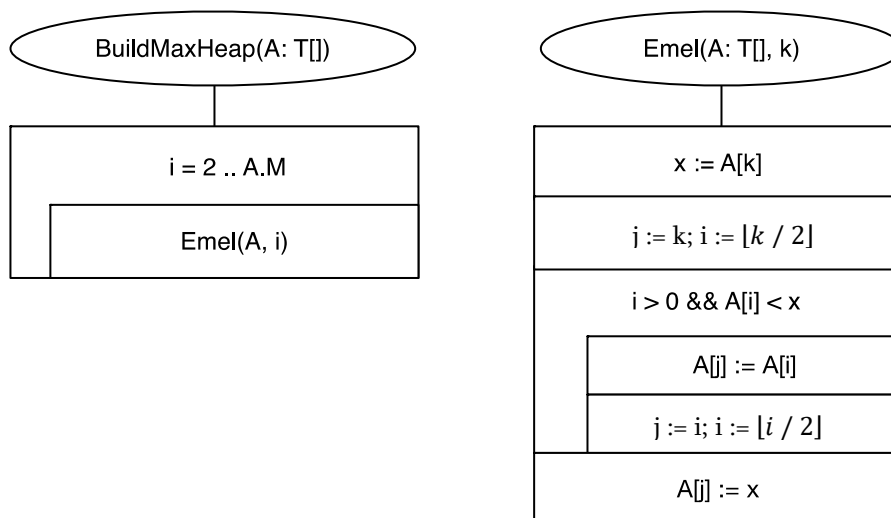 BuildMaxHeap(A: T[])
i = 2 .. A.M
Emel(A, i)
Emel(A: T[], k)
x := A[k]
j := k; i := ⌊k / 2⌋
i > 0 && A[i] < x
A[j] := A[i]
j := i; i := ⌊i / 2⌋
A[j] := x